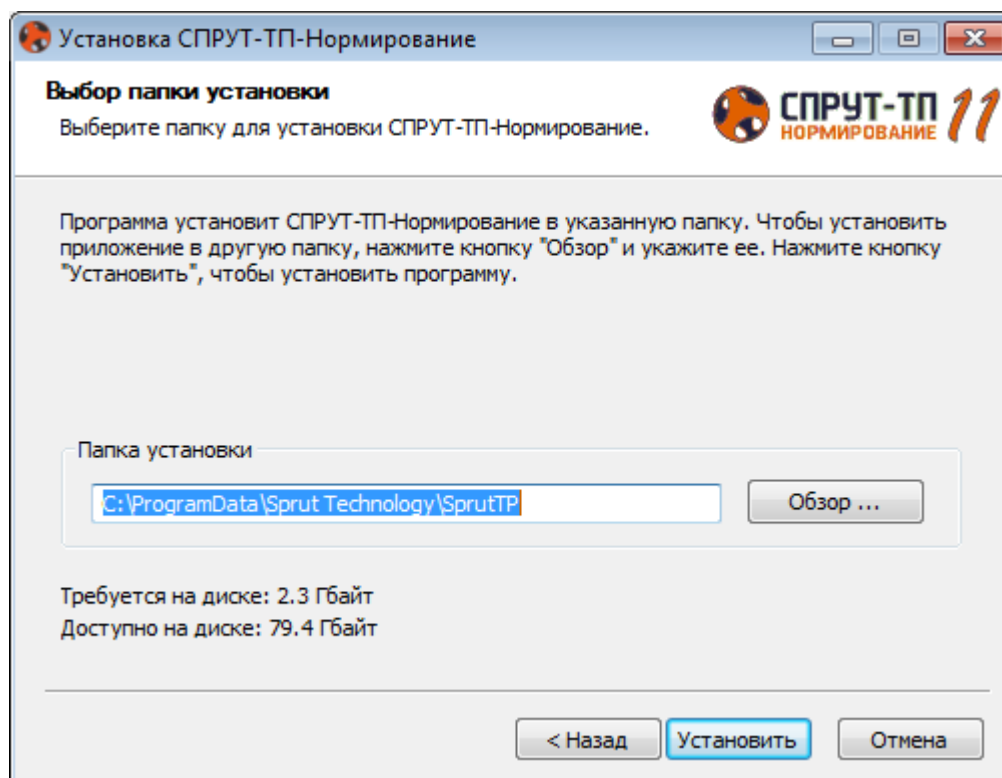 Установка СПРУТ-ТП-Нормирование
Выбор папки установки
Выберите папку для установки СПРУТ-ТП-Нормирование.
СПРУТ-ТП 11
НОРМИРОВАНИЕ
Программа установит СПРУТ-ТП-Нормирование в указанную папку. Чтобы установить
приложение в другую папку, нажмите кнопку "Обзор" и укажите ее. Нажмите кнопку
"Установить", чтобы установить программу.
Папка установки
C:\ProgramData\Sprut Technology\SprutTP
Обзор ...
Требуется на диске: 2.3 Гбайт
Доступно на диске: 79.4 Гбайт
< Назад
Установить
Отмена